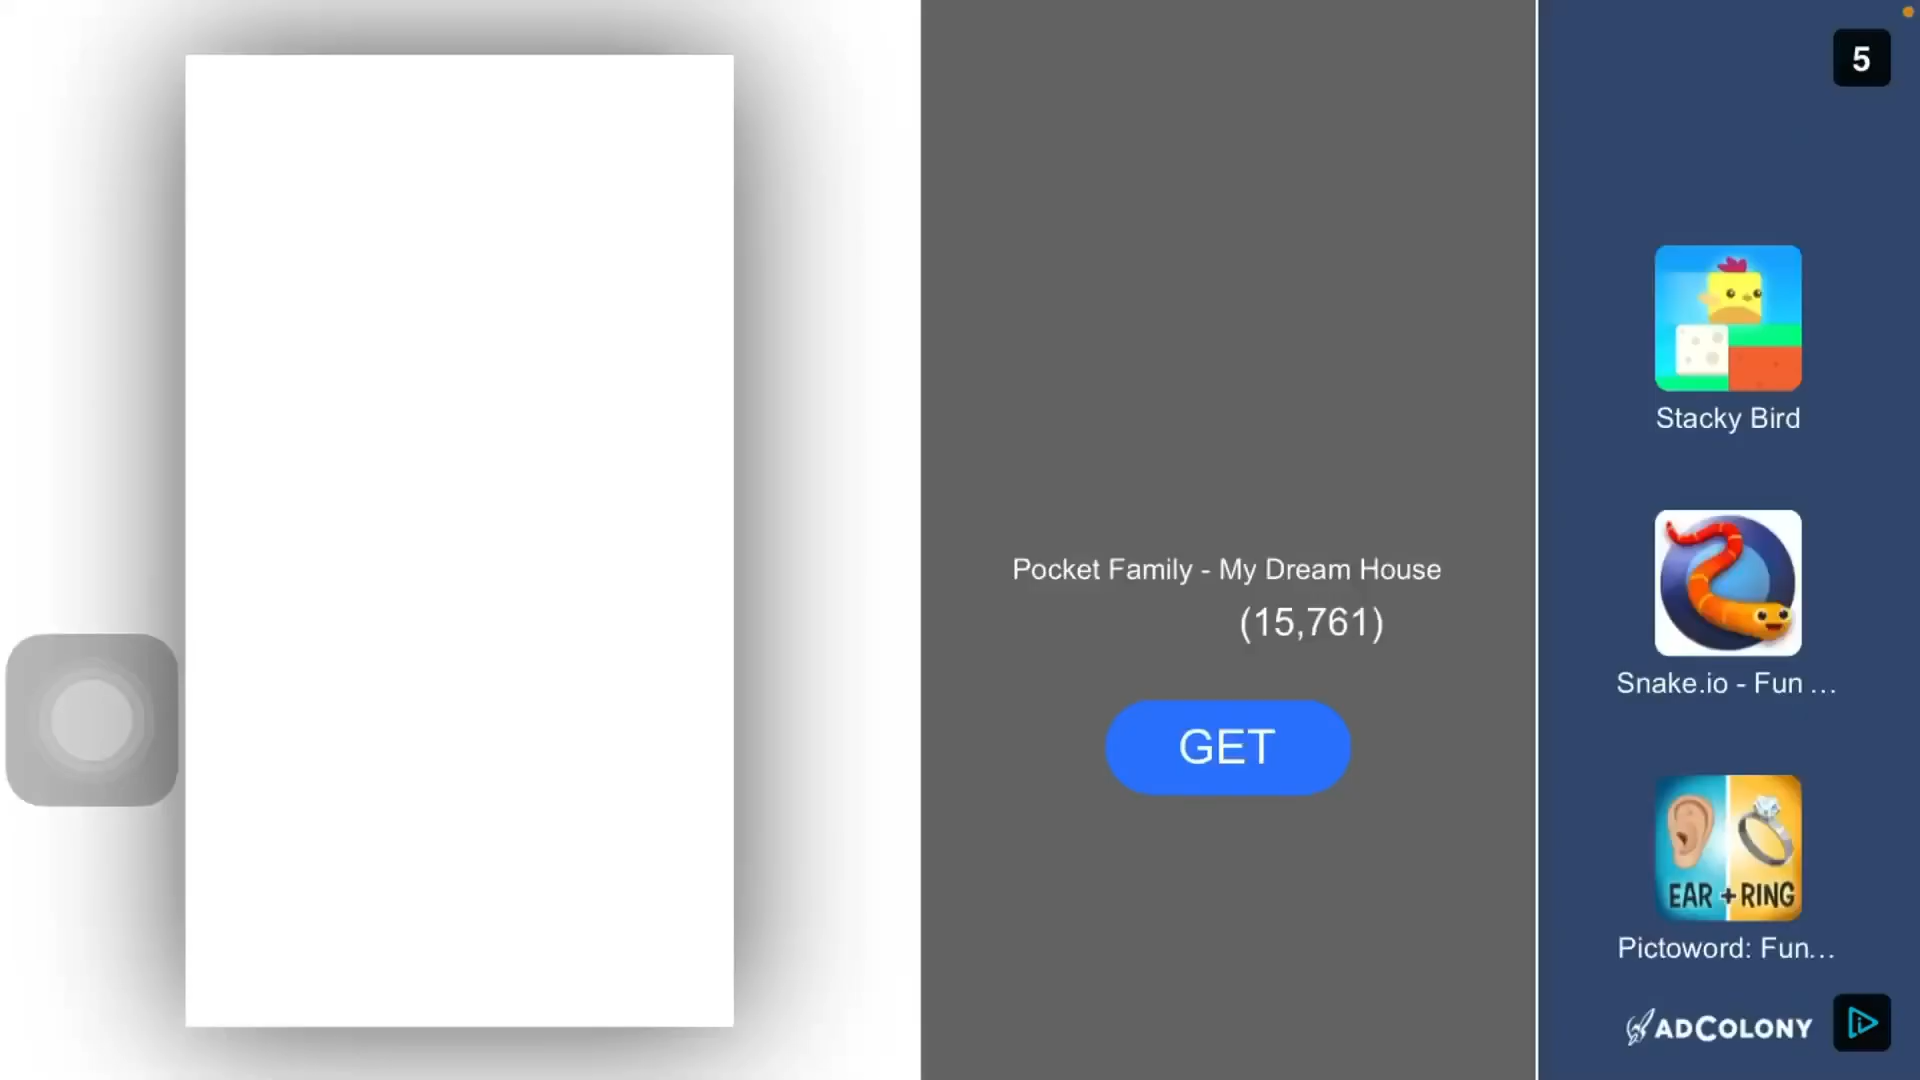 5
Pocket Family - My Dream House
(15,761)
GET
Stacky Bird
Snake.io - Fun ...
EAR + RING
Pictoword: Fun...
ADCOLONY